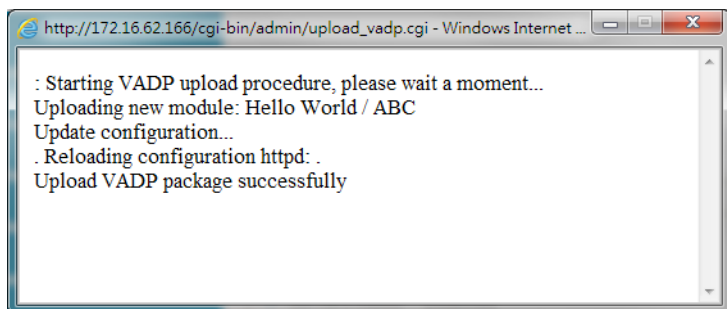 http://172.16.62.166/cgi-bin/admin/upload_vadp.cgi - Windows Internet ...
: Starting VADP upload procedure, please wait a moment...
Uploading new module: Hello World / ABC
Update configuration...
. Reloading configuration httpd: .
Upload VADP package successfully